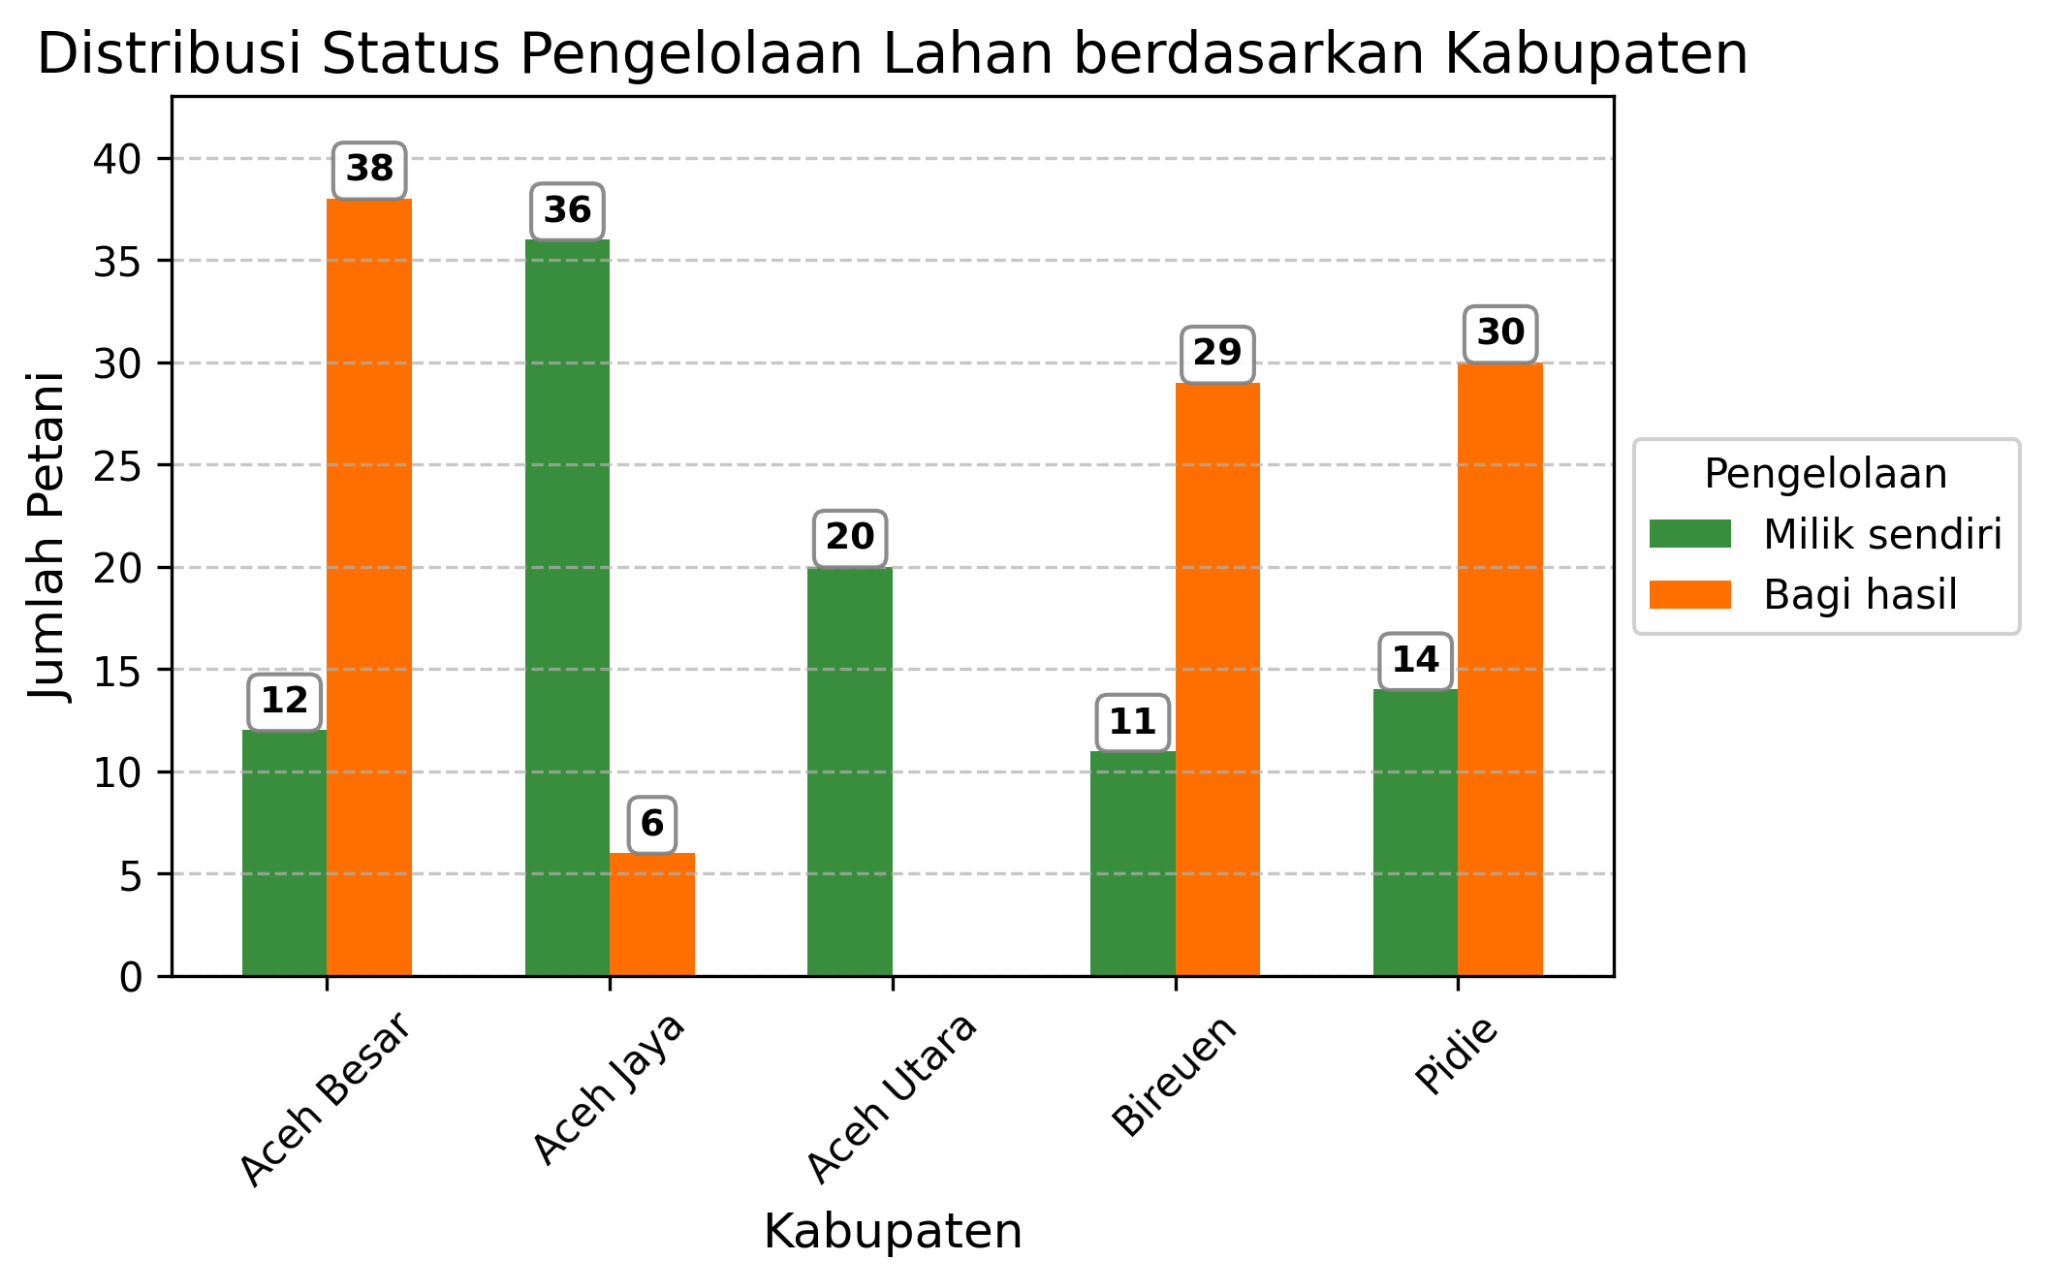 Distribusi Status Pengelolaan Lahan berdasarkan Kabupaten
Jumlah Petani
40
35
30
25
20
15
10
5
0
12
38
36
6
20
11
29
14
30
Aceh Besar
Aceh Jaya
Aceh Utara
Bireuen
Pidie
Kabupaten
Pengelolaan
Milik sendiri
Bagi hasil